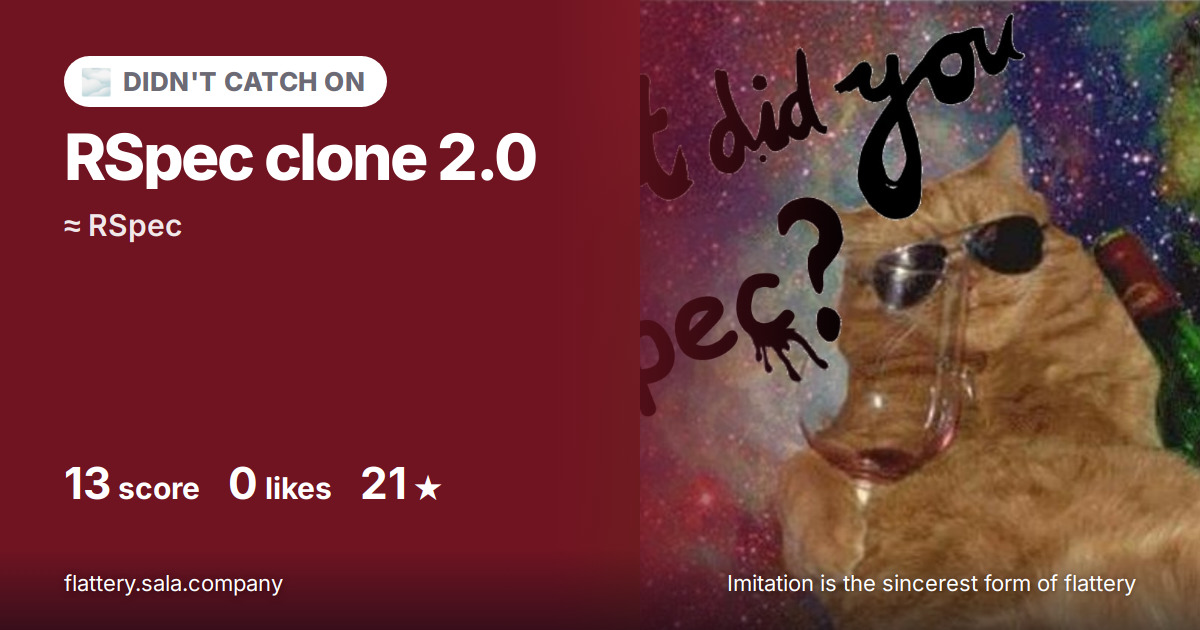 DIDN'T CATCH ON
RSpec clone 2.0
≈ RSpec
13 score 0 likes 21 ★
flattery.sala.company
t did you
pec?
Imitation is the sincerest form of flattery